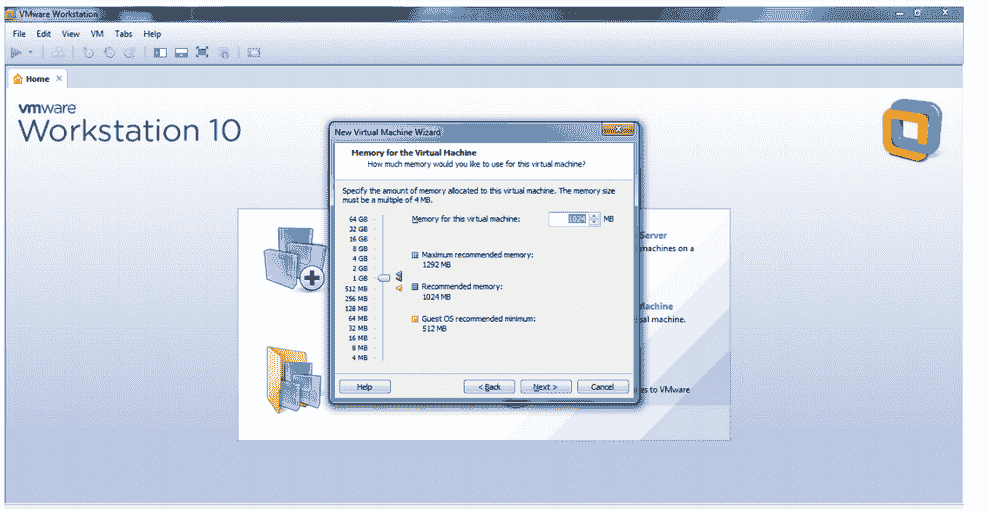 VMware Workstation
File Edit View VM Tabs Help
Home
vmware
Workstation 10
New Virtual Machine Wizard
Memory for the Virtual Machine
How much memory would you like to use for this virtual machine?
Specify the amount of memory allocated to this virtual machine. The memory size
must be a multiple of 4 MB.
Memory for this virtual machine: 1024 MB
64 GB
32 GB
16 GB
8 GB
4 GB
2 GB
1 GB
512 MB
256 MB
128 MB
64 MB
32 MB
16 MB
8 MB
4 MB
Maximum recommended memory:
1292 MB
Recommended memory:
1024 MB
Guest OS recommended minimum:
512 MB
Help < Back Next > Cancel
Server
machines on a
Machine
machine.
to VMware